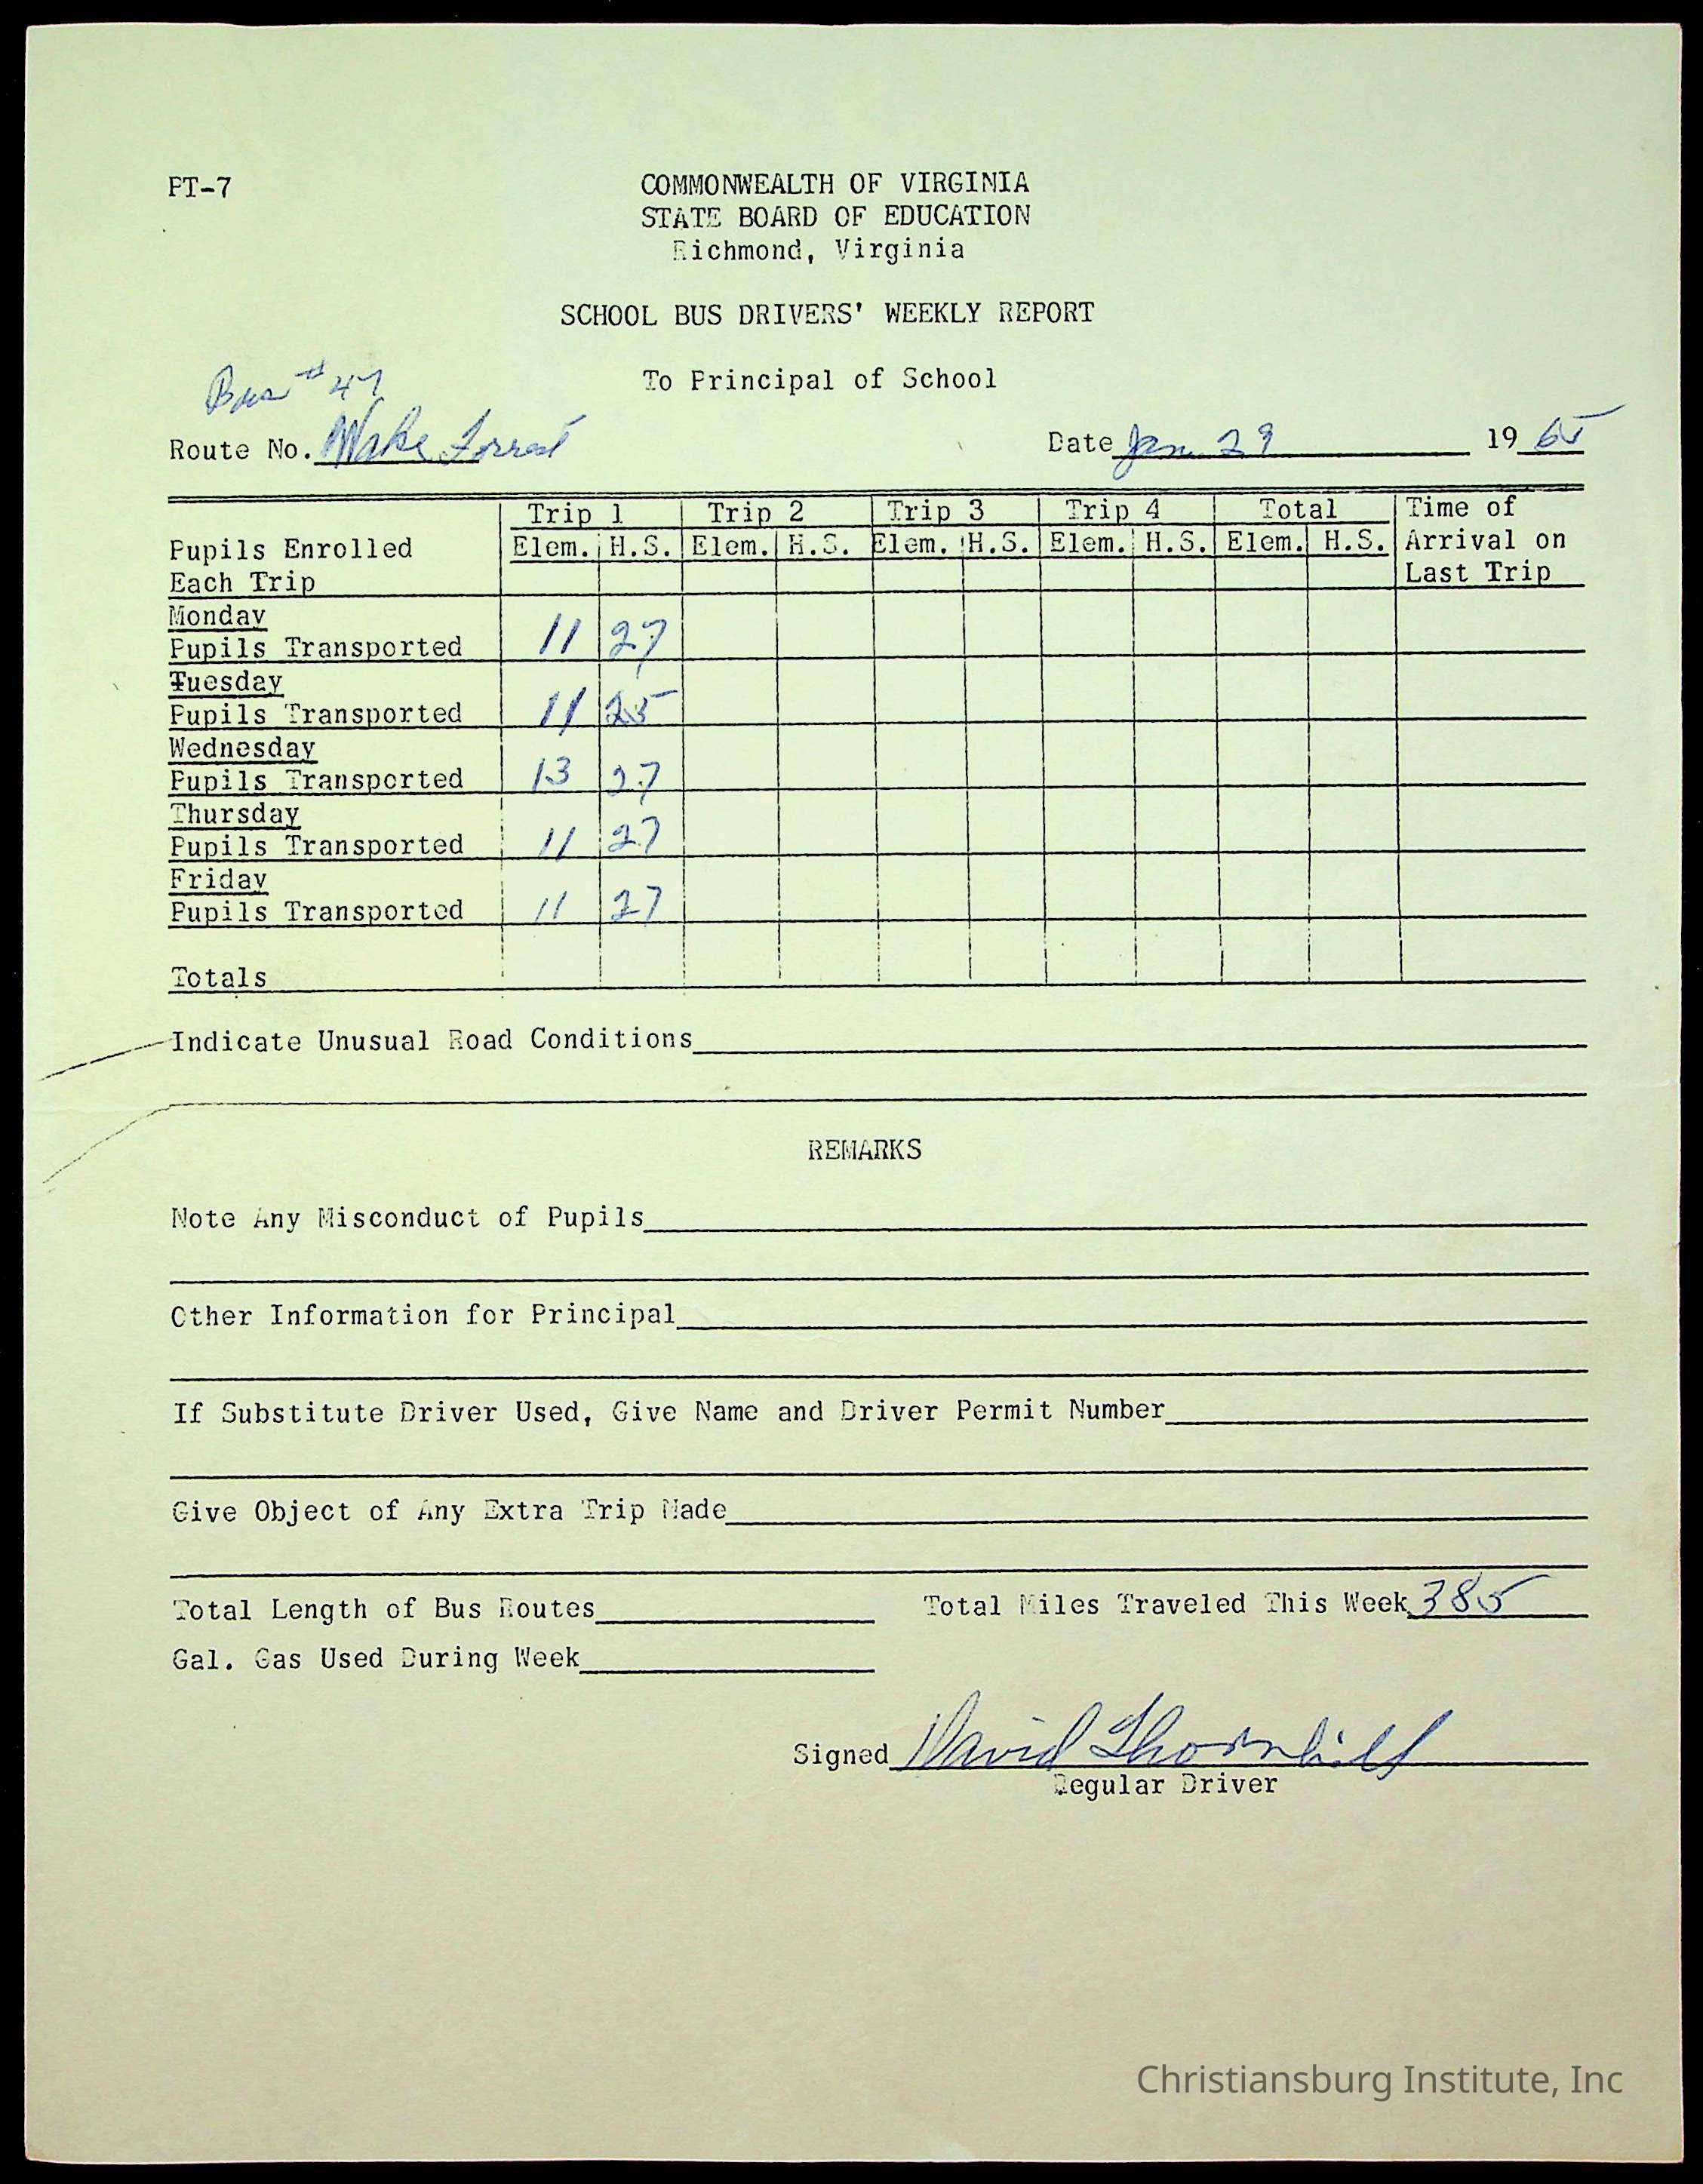 PT-7
COMMONWEALTH OF VIRGINIA
STATE BOARD OF EDUCATION
Richmond, Virginia
SCHOOL BUS DRIVERS' WEEKLY REPORT
To Principal of School
Bus #47
Route No. Wake Forrest
Date Jan. 29 1965
Trip 1 Trip 2 Trip 3 Trip 4 Total Time of
Pupils Enrolled Elem. H.S. Elem. H.S. Elem. H.S. Elem. H.S. Elem. H.S. Arrival on
Each Trip Last Trip
Monday
Pupils Transported 11 27
Tuesday
Pupils Transported 11 25
Wednesday
Pupils Transported 13 27
Thursday
Pupils Transported 11 27
Friday
Pupils Transported 11 27
Totals
Indicate Unusual Road Conditions
REMARKS
Note Any Misconduct of Pupils
Other Information for Principal
If Substitute Driver Used, Give Name and Driver Permit Number
Give Object of Any Extra Trip Made
Total Length of Bus Routes Total Miles Traveled This Week 385
Gal. Gas Used During Week
Signed David Thornhill
Regular Driver
Christiansburg Institute, Inc